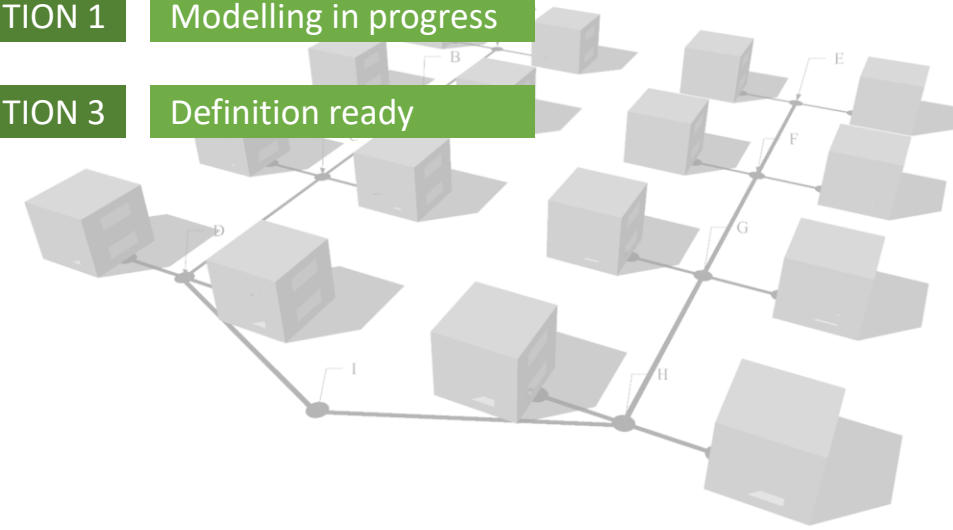 TION 1 Modelling in progress
B
E
TION 3 Definition ready
F
D
G
I
H